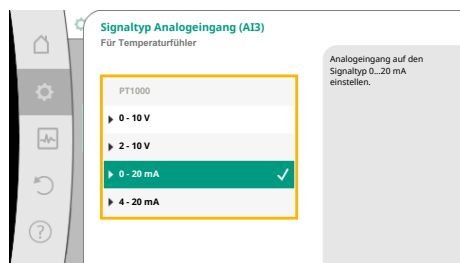 Signaltyp Analogeingang (AI3)
Für Temperaturfühler
PT1000
0 - 10 V
2 - 10 V
0 - 20 mA
4 - 20 mA
Analogeingang auf den
Signaltyp 0...20 mA
einstellen.
?